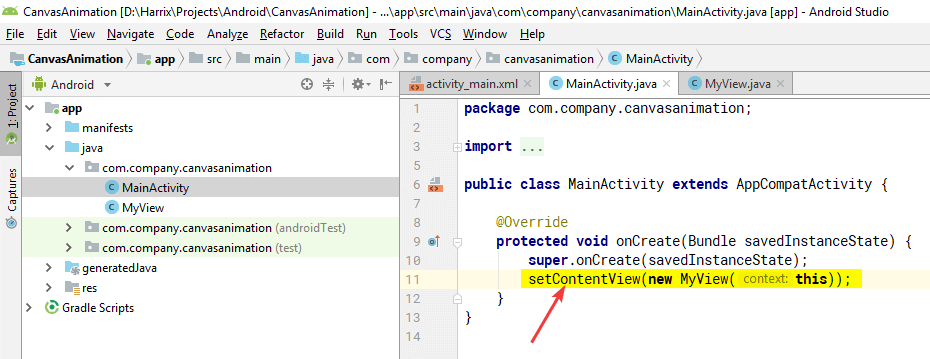 CanvasAnimation [D:\Harrix\Projects\Android\CanvasAnimation] - ...\app\src\main\java\com\company\canvasanimation\MainActivity.java [app] - Android Studio
File Edit View Navigate Code Analyze Refactor Build Run Tools VCS Window Help
CanvasAnimation app src main java com company canvasanimation MainActivity
1: Project
Captures
Android
app
manifests
java
com.company.canvasanimation
MainActivity
MyView
com.company.canvasanimation (androidTest)
com.company.canvasanimation (test)
generatedJava
res
Gradle Scripts
activity_main.xml MainActivity.java MyView.java
1 package com.company.canvasanimation;
2
3 import ...
5
6 public class MainActivity extends AppCompatActivity {
7
8 @Override
9 protected void onCreate(Bundle savedInstanceState) {
10 super.onCreate(savedInstanceState);
11 setContentView(new MyView( context: this));
12 }
13 }
14